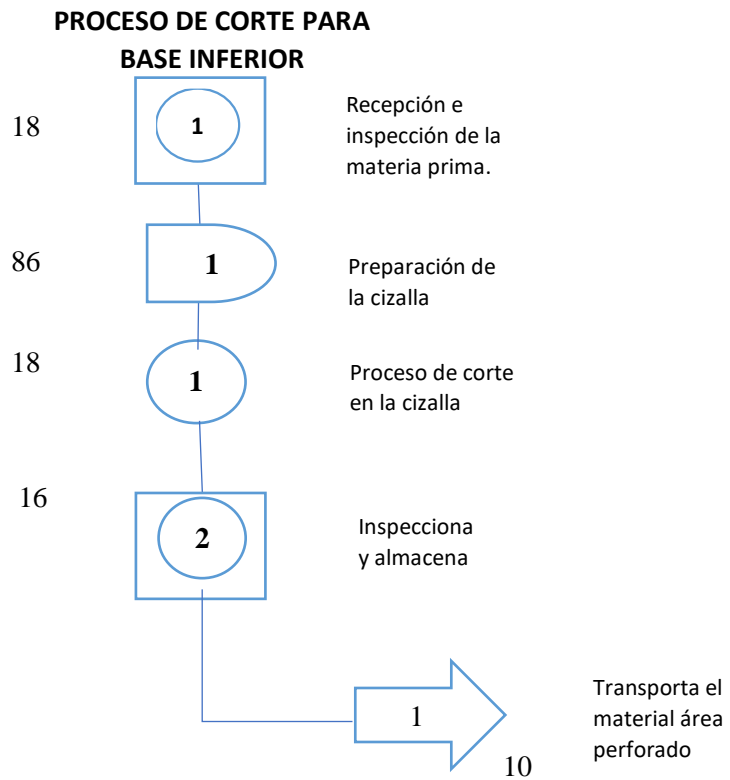 PROCESO DE CORTE PARA
BASE INFERIOR
18
1
Recepción e
inspección de la
materia prima.
86
1
Preparación de
la cizalla
18
1
Proceso de corte
en la cizalla
16
2
Inspecciona
y almacena
1
10
Transporta el
material área
perforado